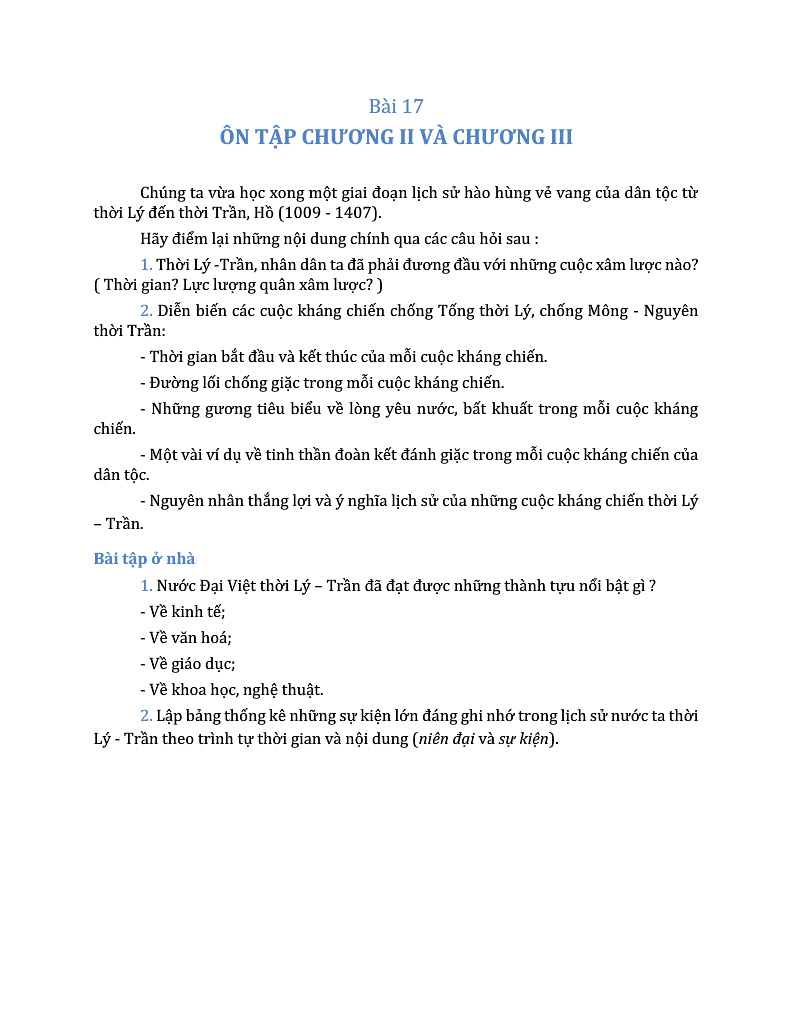 Bài 17
ÔN TẬP CHƯƠNG II VÀ CHƯƠNG III
Chúng ta vừa học xong một giai đoạn lịch sử hào hùng vẻ vang của dân tộc từ
thời Lý đến thời Trần, Hồ (1009 - 1407).
Hãy điểm lại những nội dung chính qua các câu hỏi sau :
1. Thời Lý -Trần, nhân dân ta đã phải đương đầu với những cuộc xâm lược nào?
( Thời gian? Lực lượng quân xâm lược? )
2. Diễn biến các cuộc kháng chiến chống Tống thời Lý, chống Mông - Nguyên
thời Trần:
- Thời gian bắt đầu và kết thúc của mỗi cuộc kháng chiến.
- Đường lối chống giặc trong mỗi cuộc kháng chiến.
- Những gương tiêu biểu về lòng yêu nước, bất khuất trong mỗi cuộc kháng
chiến.
- Một vài ví dụ về tinh thần đoàn kết đánh giặc trong mỗi cuộc kháng chiến của
dân tộc.
- Nguyên nhân thắng lợi và ý nghĩa lịch sử của những cuộc kháng chiến thời Lý
– Trần.
Bài tập ở nhà
1. Nước Đại Việt thời Lý – Trần đã đạt được những thành tựu nổi bật gì ?
- Về kinh tế;
- Về văn hoá;
- Về giáo dục;
- Về khoa học, nghệ thuật.
2. Lập bảng thống kê những sự kiện lớn đáng ghi nhớ trong lịch sử nước ta thời
Lý - Trần theo trình tự thời gian và nội dung (niên đại và sự kiện).